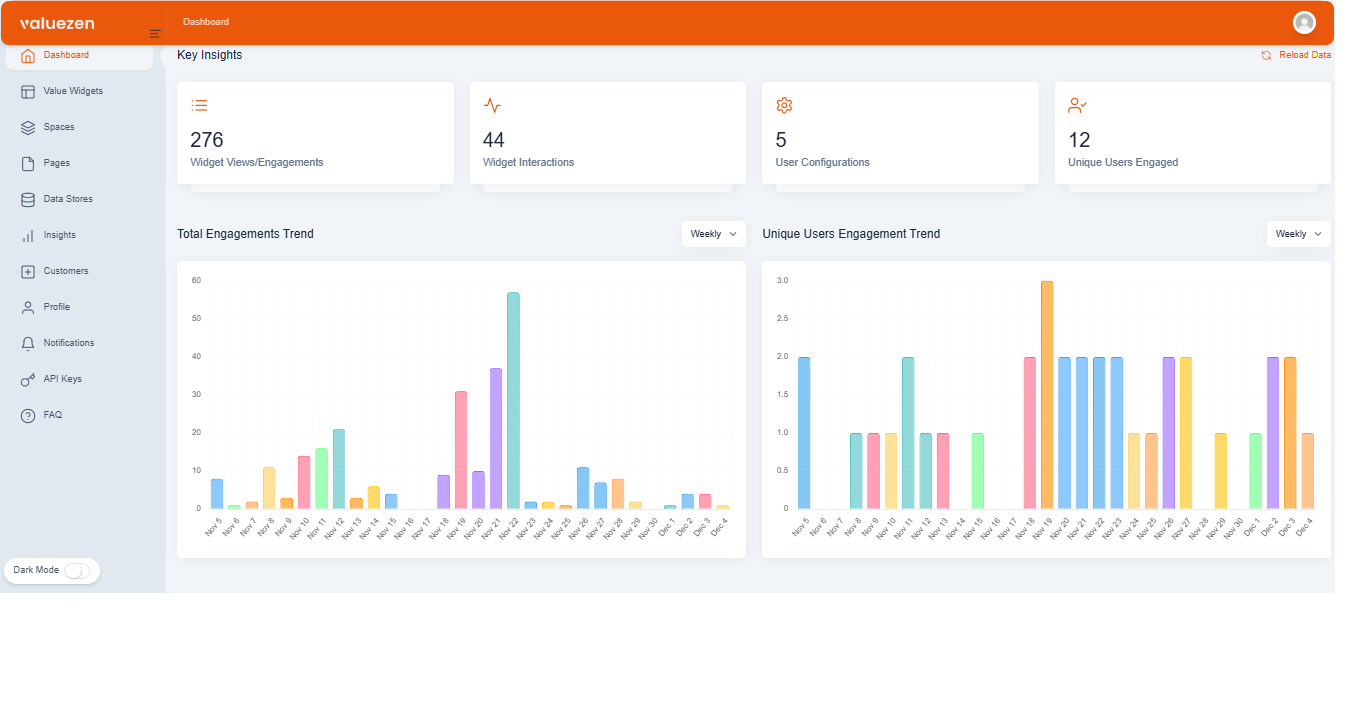 valuezen
Dashboard
Dashboard
Value Widgets
Spaces
Pages
Data Stores
Insights
Customers
Profile
Notifications
API Keys
FAQ
Dark Mode
Key Insights
Reload Data
276
Widget Views/Engagements
44
Widget Interactions
5
User Configurations
12
Unique Users Engaged
Total Engagements Trend
Weekly
60
50
40
30
20
10
0
Nov 5 Nov 6 Nov 7 Nov 8 Nov 9 Nov 10 Nov 11 Nov 12 Nov 13 Nov 14 Nov 15 Nov 16 Nov 17 Nov 18 Nov 19 Nov 20 Nov 21 Nov 22 Nov 23 Nov 24 Nov 25 Nov 26 Nov 27 Nov 28 Nov 29 Nov 30 Dec 1 Dec 2 Dec 3 Dec 4
Unique Users Engagement Trend
Weekly
3.0
2.5
2.0
1.5
1.0
0.5
0
Nov 5 Nov 6 Nov 7 Nov 8 Nov 9 Nov 10 Nov 11 Nov 12 Nov 13 Nov 14 Nov 15 Nov 16 Nov 17 Nov 18 Nov 19 Nov 20 Nov 21 Nov 22 Nov 23 Nov 24 Nov 25 Nov 26 Nov 27 Nov 28 Nov 29 Nov 30 Dec 1 Dec 2 Dec 3 Dec 4